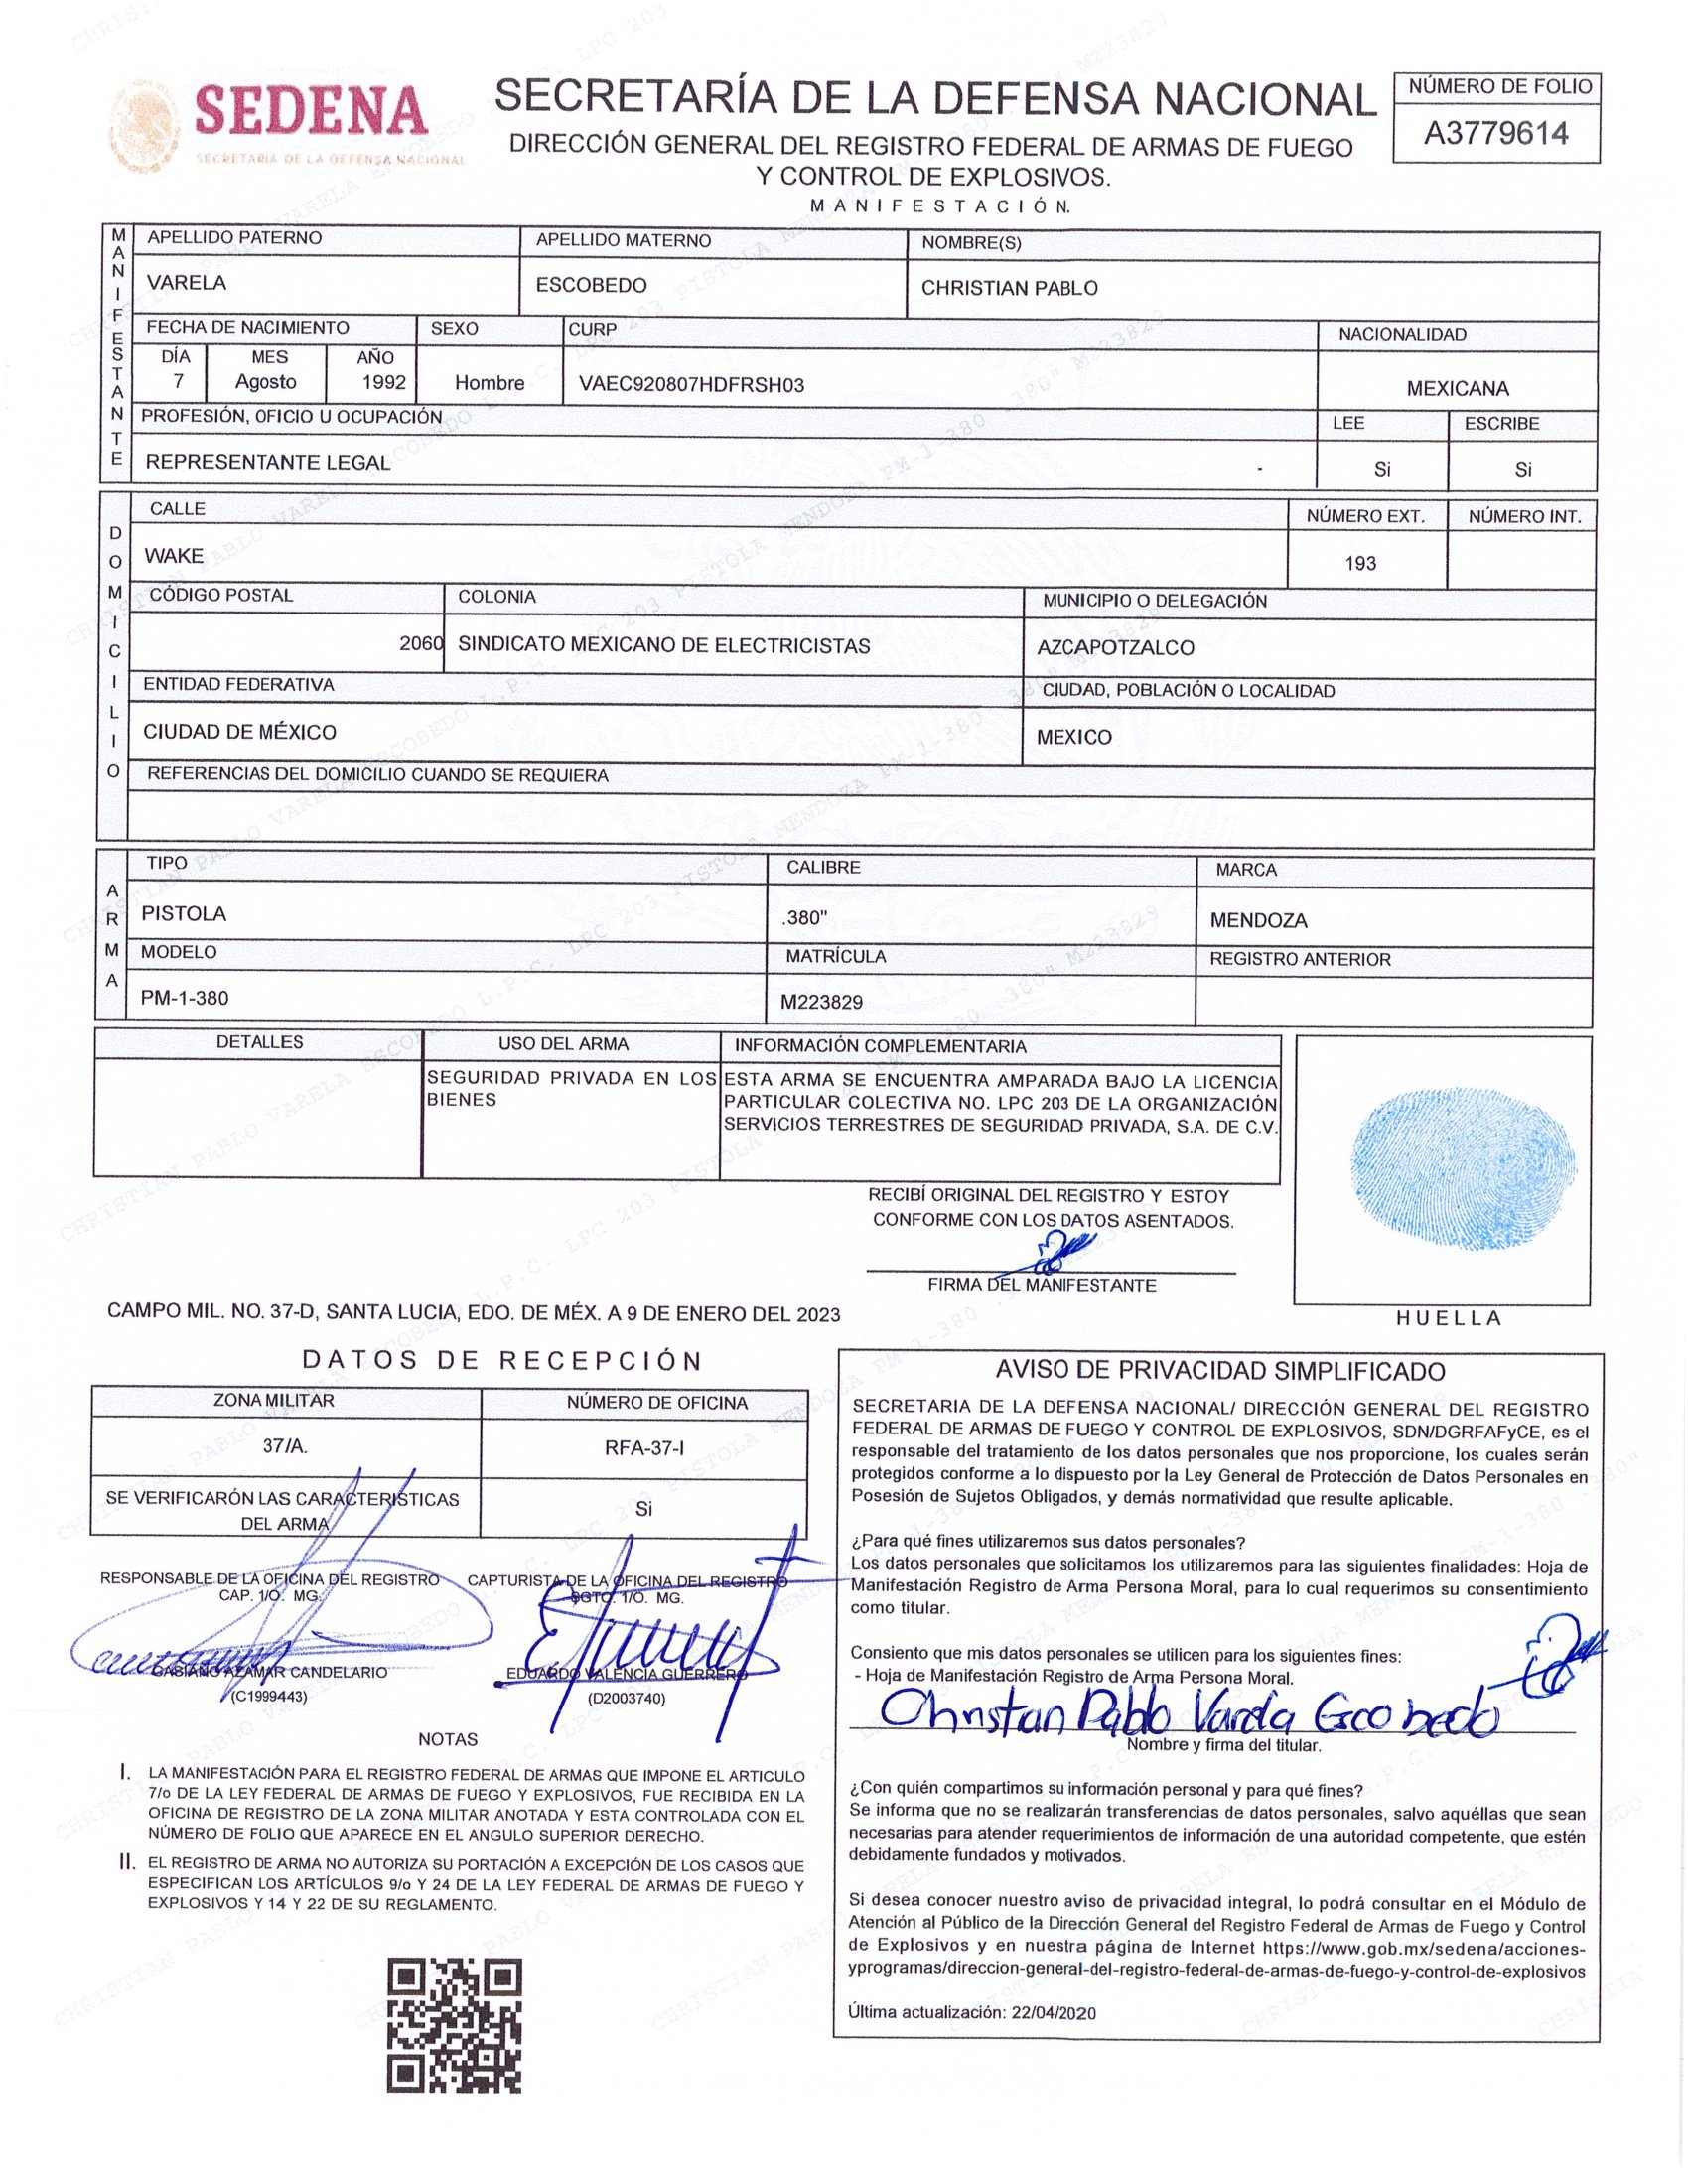 SEDENA
SECRETARÍA DE LA DEFENSA NACIONAL
SECRETARÍA DE LA DEFENSA NACIONAL
DIRECCIÓN GENERAL DEL REGISTRO FEDERAL DE ARMAS DE FUEGO
Y CONTROL DE EXPLOSIVOS.
MANIFESTACIÓN.
NÚMERO DE FOLIO
A3779614
MANIFESTANTE
APELLIDO PATERNO APELLIDO MATERNO NOMBRE(S)
VARELA ESCOBEDO CHRISTIAN PABLO
FECHA DE NACIMIENTO SEXO CURP NACIONALIDAD
DÍA MES AÑO
7 Agosto 1992 Hombre VAEC920807HDFRSH03 MEXICANA
PROFESIÓN, OFICIO U OCUPACIÓN LEE ESCRIBE
REPRESENTANTE LEGAL - Si Si
DOMICILIO
CALLE NÚMERO EXT. NÚMERO INT.
WAKE 193
CÓDIGO POSTAL COLONIA MUNICIPIO O DELEGACIÓN
2060 SINDICATO MEXICANO DE ELECTRICISTAS AZCAPOTZALCO
ENTIDAD FEDERATIVA CIUDAD, POBLACIÓN O LOCALIDAD
CIUDAD DE MÉXICO MEXICO
REFERENCIAS DEL DOMICILIO CUANDO SE REQUIERA
ARMA
TIPO CALIBRE MARCA
PISTOLA .380" MENDOZA
MODELO MATRÍCULA REGISTRO ANTERIOR
PM-1-380 M223829
DETALLES USO DEL ARMA INFORMACIÓN COMPLEMENTARIA
SEGURIDAD PRIVADA EN LOS
BIENES
ESTA ARMA SE ENCUENTRA AMPARADA BAJO LA LICENCIA
PARTICULAR COLECTIVA NO. LPC 203 DE LA ORGANIZACIÓN
SERVICIOS TERRESTRES DE SEGURIDAD PRIVADA, S.A. DE C.V.
RECIBÍ ORIGINAL DEL REGISTRO Y ESTOY
CONFORME CON LOS DATOS ASENTADOS.
FIRMA DEL MANIFESTANTE
HUELLA
CAMPO MIL. NO. 37-D, SANTA LUCIA, EDO. DE MÉX. A 9 DE ENERO DEL 2023
DATOS DE RECEPCIÓN
ZONA MILITAR NÚMERO DE OFICINA
37/A. RFA-37-I
SE VERIFICARÓN LAS CARACTERISTICAS
DEL ARMA
Si
RESPONSABLE DE LA OFICINA DEL REGISTRO
CAP. 1/O. MG.
CASIANO AZAMAR CANDELARIO
(C1999443)
CAPTURISTA DE LA OFICINA DEL REGISTRO
SGTO. 1/O. MG.
EDUARDO VALENCIA GUERRERO
(D2003740)
NOTAS
I. LA MANIFESTACIÓN PARA EL REGISTRO FEDERAL DE ARMAS QUE IMPONE EL ARTICULO
7/o DE LA LEY FEDERAL DE ARMAS DE FUEGO Y EXPLOSIVOS, FUE RECIBIDA EN LA
OFICINA DE REGISTRO DE LA ZONA MILITAR ANOTADA Y ESTA CONTROLADA CON EL
NÚMERO DE FOLIO QUE APARECE EN EL ANGULO SUPERIOR DERECHO.
II. EL REGISTRO DE ARMA NO AUTORIZA SU PORTACIÓN A EXCEPCIÓN DE LOS CASOS QUE
ESPECIFICAN LOS ARTÍCULOS 9/o Y 24 DE LA LEY FEDERAL DE ARMAS DE FUEGO Y
EXPLOSIVOS Y 14 Y 22 DE SU REGLAMENTO.
AVISO DE PRIVACIDAD SIMPLIFICADO
SECRETARIA DE LA DEFENSA NACIONAL/ DIRECCIÓN GENERAL DEL REGISTRO
FEDERAL DE ARMAS DE FUEGO Y CONTROL DE EXPLOSIVOS, SDN/DGRFAFyCE, es el
responsable del tratamiento de los datos personales que nos proporcione, los cuales serán
protegidos conforme a lo dispuesto por la Ley General de Protección de Datos Personales en
Posesión de Sujetos Obligados, y demás normatividad que resulte aplicable.
¿Para qué fines utilizaremos sus datos personales?
Los datos personales que solicitamos los utilizaremos para las siguientes finalidades: Hoja de
Manifestación Registro de Arma Persona Moral, para lo cual requerimos su consentimiento
como titular.
Consiento que mis datos personales se utilicen para los siguientes fines:
- Hoja de Manifestación Registro de Arma Persona Moral.
Christian Pablo Varela Escobedo
Nombre y firma del titular.
¿Con quién compartimos su información personal y para qué fines?
Se informa que no se realizarán transferencias de datos personales, salvo aquéllas que sean
necesarias para atender requerimientos de información de una autoridad competente, que estén
debidamente fundados y motivados.
Si desea conocer nuestro aviso de privacidad integral, lo podrá consultar en el Módulo de
Atención al Público de la Dirección General del Registro Federal de Armas de Fuego y Control
de Explosivos y en nuestra página de Internet https://www.gob.mx/sedena/acciones-
yprogramas/direccion-general-del-registro-federal-de-armas-de-fuego-y-control-de-explosivos
Última actualización: 22/04/2020